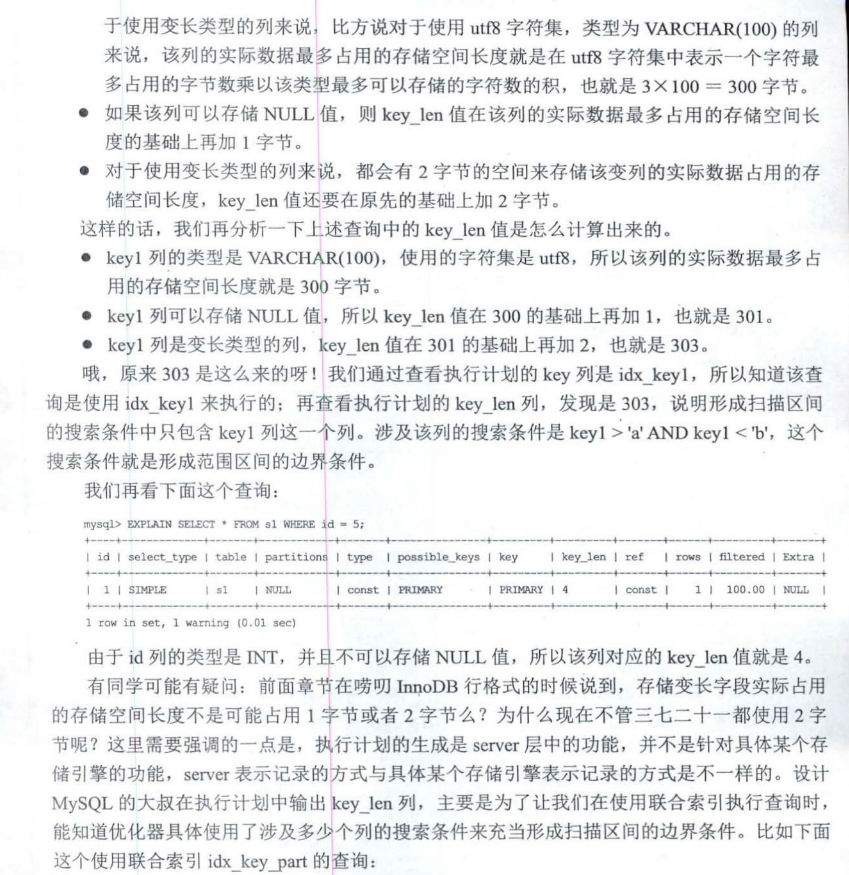 于使用变长类型的列来说，比方说对于使用 utf8 字符集，类型为 VARCHAR(100) 的列
来说，该列的实际数据最多占用的存储空间长度就是在 utf8 字符集中表示一个字符最
多占用的字节数乘以该类型最多可以存储的字符数的积，也就是 3×100 = 300 字节。
● 如果该列可以存储 NULL 值，则 key_len 值在该列的实际数据最多占用的存储空间长
度的基础上再加 1 字节。
● 对于使用变长类型的列来说，都会有 2 字节的空间来存储该变列的实际数据占用的存
储空间长度，key_len 值还要在原先的基础上加 2 字节。
这样的话，我们再分析一下上述查询中的 key_len 值是怎么计算出来的。
● key1 列的类型是 VARCHAR(100)，使用的字符集是 utf8，所以该列的实际数据最多占
用的存储空间长度就是 300 字节。
● key1 列可以存储 NULL 值，所以 key_len 值在 300 的基础上再加 1，也就是 301。
● key1 列是变长类型的列，key_len 值在 301 的基础上再加 2，也就是 303。
哦，原来 303 是这么来的呀！我们通过查看执行计划的 key 列是 idx_key1，所以知道该查
询是使用 idx_key1 来执行的；再查看执行计划的 key_len 列，发现是 303，说明形成扫描区间
的搜索条件中只包含 key1 列这一个列。涉及该列的搜索条件是 key1 > 'a' AND key1 < 'b'，这个
搜索条件就是形成范围区间的边界条件。
我们再看下面这个查询：
mysql> EXPLAIN SELECT * FROM s1 WHERE id = 5;
+----+-------------+-------+------------+-------+---------------+---------+---------+-------+------+----------+-------+
| id | select_type | table | partitions | type | possible_keys | key | key_len | ref | rows | filtered | Extra |
+----+-------------+-------+------------+-------+---------------+---------+---------+-------+------+----------+-------+
| 1 | SIMPLE | s1 | NULL | const | PRIMARY | PRIMARY | 4 | const | 1 | 100.00 | NULL |
+----+-------------+-------+------------+-------+---------------+---------+---------+-------+------+----------+-------+
1 row in set, 1 warning (0.01 sec)
由于 id 列的类型是 INT，并且不可以存储 NULL 值，所以该列对应的 key_len 值就是 4。
有同学可能有疑问：前面章节在唠叨 InnoDB 行格式的时候说到，存储变长字段实际占用
的存储空间长度不是可能占用 1 字节或者 2 字节么？为什么现在不管三七二十一都使用 2 字
节呢？这里需要强调的一点是，执行计划的生成是 server 层中的功能，并不是针对具体某个存
储引擎的功能，server 表示记录的方式与具体某个存储引擎表示记录的方式是不一样的。设计
MySQL 的大叔在执行计划中输出 key_len 列，主要是为了让我们在使用联合索引执行查询时，
能知道优化器具体使用了涉及多少个列的搜索条件来充当形成扫描区间的边界条件。比如下面
这个使用联合索引 idx_key_part 的查询：